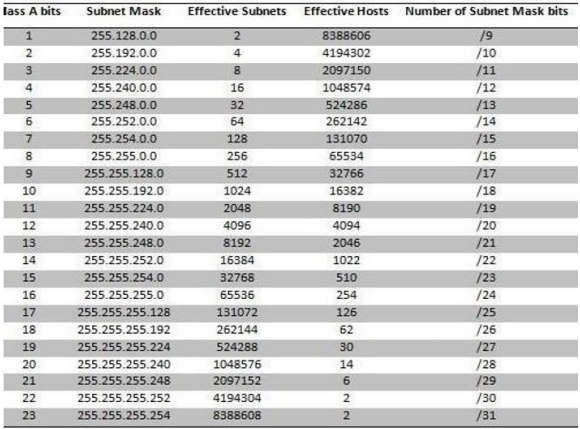 lass A bits Subnet Mask Effective Subnets Effective Hosts Number of Subnet Mask bits
1 255.128.0.0 2 8388606 /9
2 255.192.0.0 4 4194302 /10
3 255.224.0.0 8 2097150 /11
4 255.240.0.0 16 1048574 /12
5 255.248.0.0 32 524286 /13
6 255.252.0.0 64 262142 /14
7 255.254.0.0 128 131070 /15
8 255.255.0.0 256 65534 /16
9 255.255.128.0 512 32766 /17
10 255.255.192.0 1024 16382 /18
11 255.255.224.0 2048 8190 /19
12 255.255.240.0 4096 4094 /20
13 255.255.248.0 8192 2046 /21
14 255.255.252.0 16384 1022 /22
15 255.255.254.0 32768 510 /23
16 255.255.255.0 65536 254 /24
17 255.255.255.128 131072 126 /25
18 255.255.255.192 262144 62 /26
19 255.255.255.224 524288 30 /27
20 255.255.255.240 1048576 14 /28
21 255.255.255.248 2097152 6 /29
22 255.255.255.252 4194304 2 /30
23 255.255.255.254 8388608 2 /31